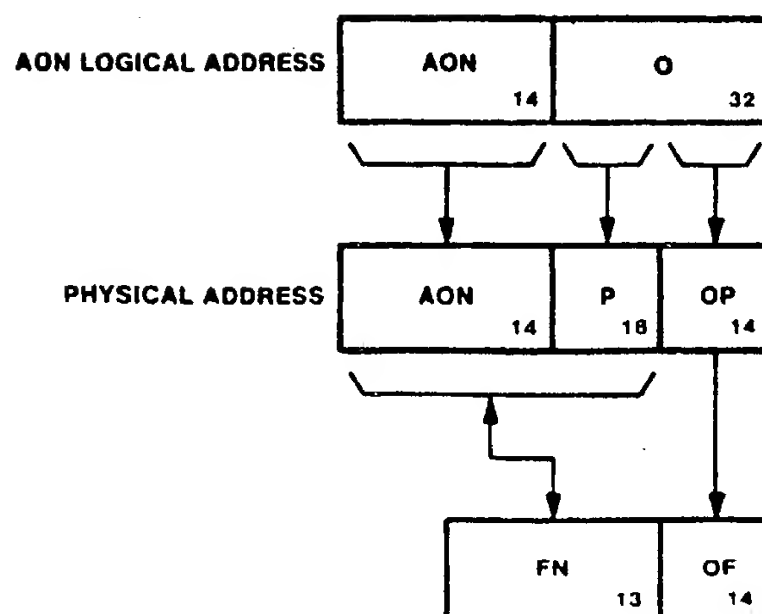 AON LOGICAL ADDRESS
AON
O
14
32
PHYSICAL ADDRESS
AON
P
OP
14
18
14
FN
OF
13
14